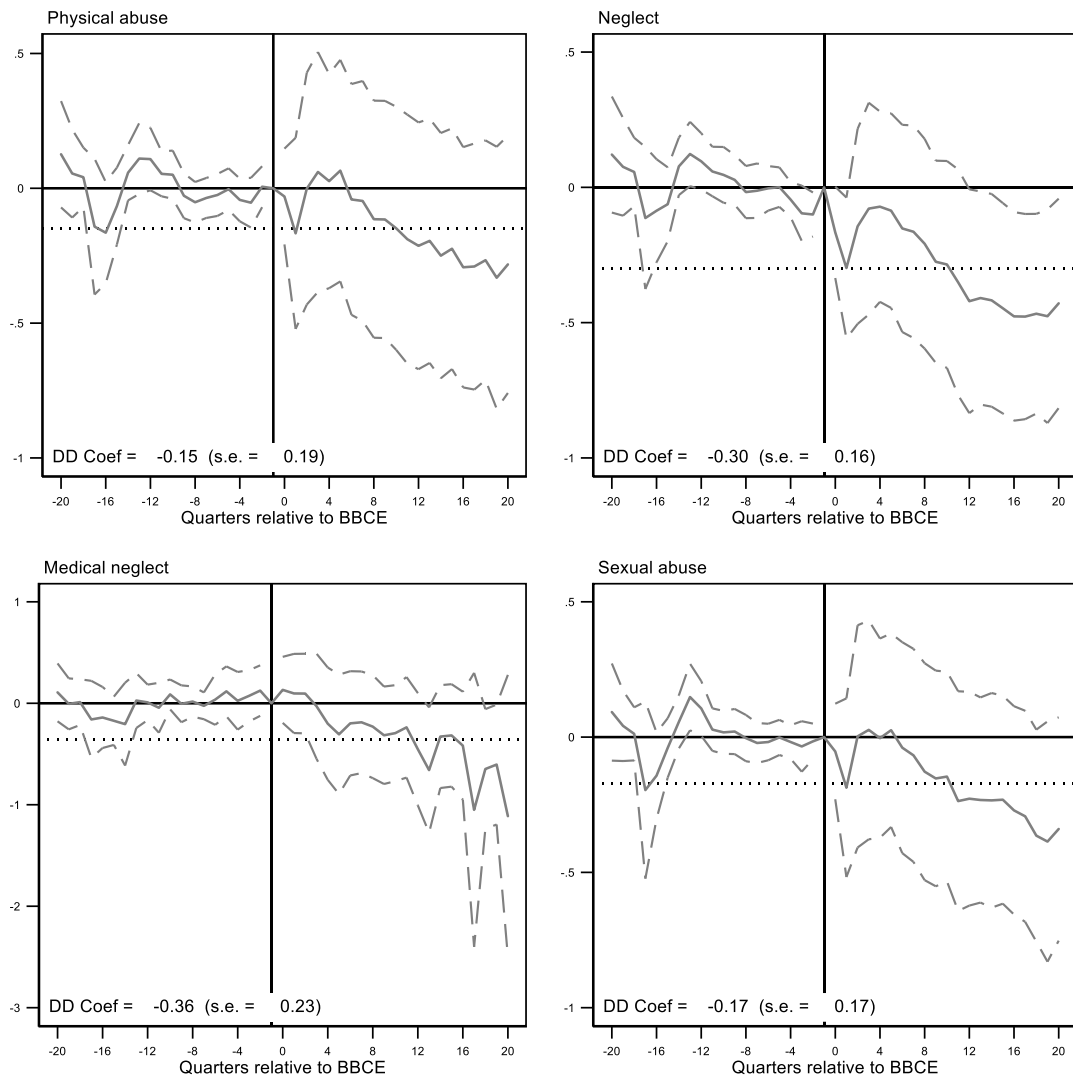 Physical abuse
.5
0
-.5
-1
DD Coef = -0.15 (s.e. = 0.19)
-20 -16 -12 -8 -4 0 4 8 12 16 20
Quarters relative to BBCE
Neglect
.5
0
-.5
-1
DD Coef = -0.30 (s.e. = 0.16)
-20 -16 -12 -8 -4 0 4 8 12 16 20
Quarters relative to BBCE
Medical neglect
1
0
-1
-2
-3
DD Coef = -0.36 (s.e. = 0.23)
-20 -16 -12 -8 -4 0 4 8 12 16 20
Quarters relative to BBCE
Sexual abuse
.5
0
-.5
-1
DD Coef = -0.17 (s.e. = 0.17)
-20 -16 -12 -8 -4 0 4 8 12 16 20
Quarters relative to BBCE